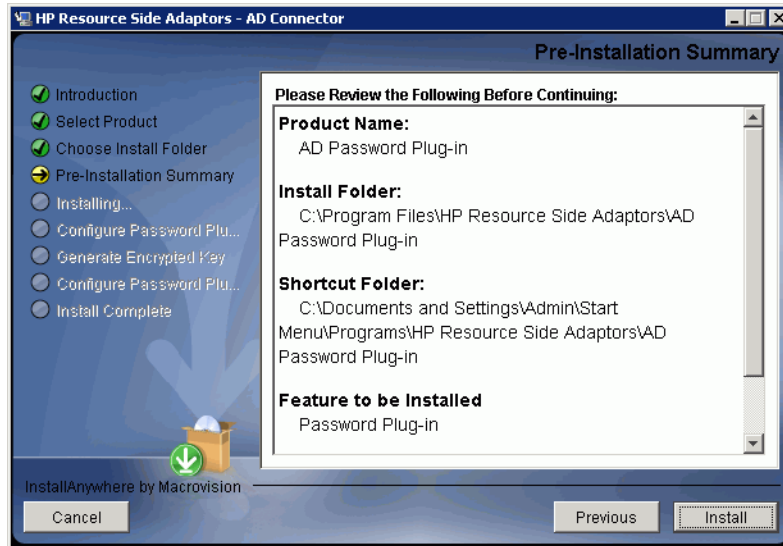 HP Resource Side Adaptors - AD Connector
Pre-Installation Summary
Introduction
Select Product
Choose Install Folder
Pre-Installation Summary
Installing...
Configure Password Plu...
Generate Encrypted Key
Configure Password Plu...
Install Complete
Please Review the Following Before Continuing:
Product Name:
AD Password Plug-in
Install Folder:
C:\Program Files\HP Resource Side Adaptors\AD
Password Plug-in
Shortcut Folder:
C:\Documents and Settings\Admin\Start
Menu\Programs\HP Resource Side Adaptors\AD
Password Plug-in
Feature to be Installed
Password Plug-in
InstallAnywhere by Macrovision
Cancel
Previous
Install